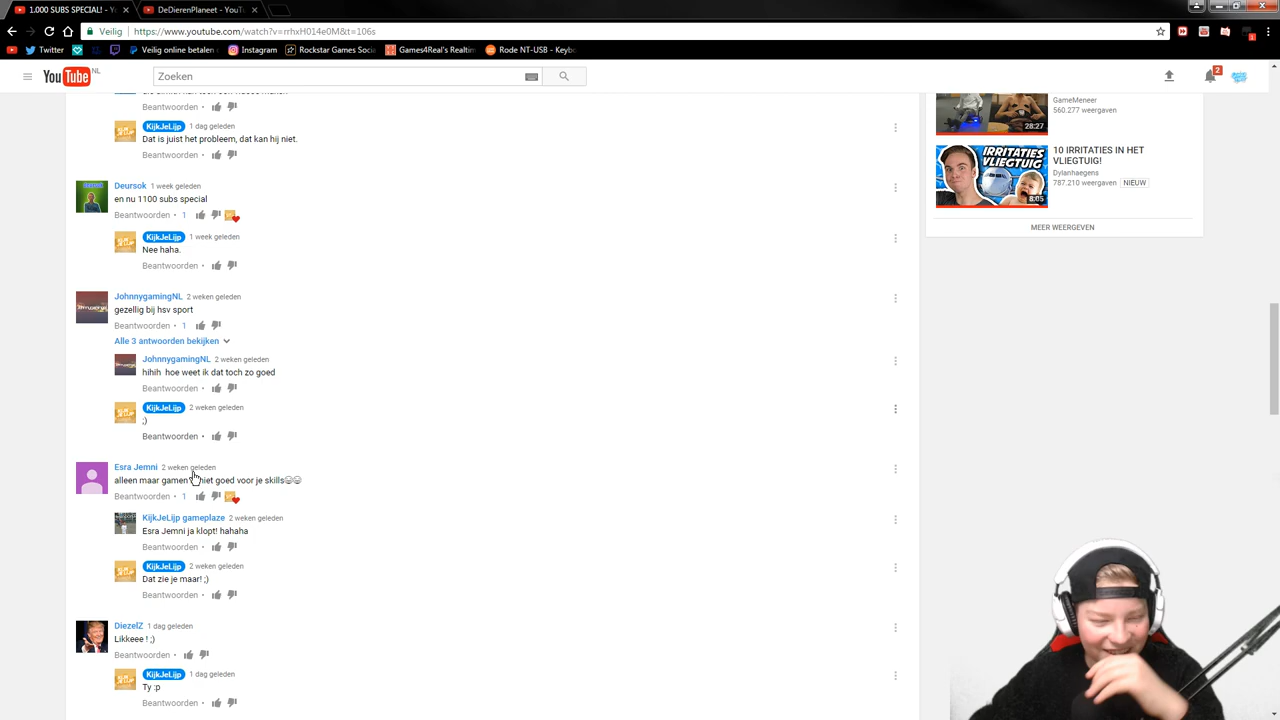 1.000 SUBS SPECIAL! - Y
DeDierenPlaneet - YouTu
Veilig https://www.youtube.com/watch?v=rrhxH014e0M&t=106s
Twitter
Veilig online betalen
Instagram
Rockstar Games Socia
Games4Real's Realtim
Rode NT-USB - Keybo
YouTube NL
Zoeken
2
Beantwoorden
KijkJeLijp 1 dag geleden
Dat is juist het probleem, dat kan hij niet.
Beantwoorden
Deursok 1 week geleden
en nu 1100 subs special
Beantwoorden • 1
KijkJeLijp 1 week geleden
Nee haha.
Beantwoorden
JohnnygamingNL 2 weken geleden
gezellig bij hsv sport
Beantwoorden • 1
Alle 3 antwoorden bekijken
JohnnygamingNL 2 weken geleden
hihih hoe weet ik dat toch zo goed
Beantwoorden
KijkJeLijp 2 weken geleden
;)
Beantwoorden
Esra Jemni 2 weken geleden
alleen maar gamen niet goed voor je skills
Beantwoorden • 1
KijkJeLijp gameplaze 2 weken geleden
Esra Jemni ja klopt! hahaha
Beantwoorden
KijkJeLijp 2 weken geleden
Dat zie je maar! ;)
Beantwoorden
DiezelZ 1 dag geleden
Likkeee ! ;)
Beantwoorden
KijkJeLijp 1 dag geleden
Ty :p
Beantwoorden
GameMeneer
560.277 weergaven
28:27
10 IRRITATIES IN HET
VLIEGTUIG!
Dylanhaegens
787.210 weergaven NIEUW
IRRITATIES
VLIEGTUIG
8:05
MEER WEERGEVEN